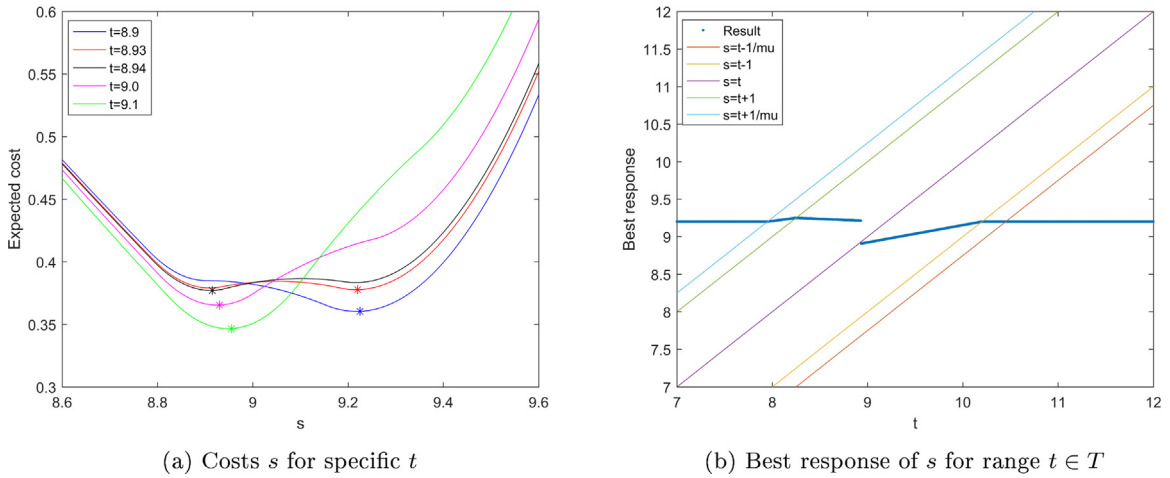 0.6
0.55
0.5
0.45
0.4
0.35
0.3
Expected cost
t=8.9
t=8.93
t=8.94
t=9.0
t=9.1
8.6 8.8 9 9.2 9.4 9.6
s
(a) Costs s for specific t
12
11.5
11
10.5
10
9.5
9
8.5
8
7.5
7
Best response
Result
s=t-1/mu
s=t-1
s=t
s=t+1
s=t+1/mu
7 8 9 10 11 12
t
(b) Best response of s for range t ∈ T